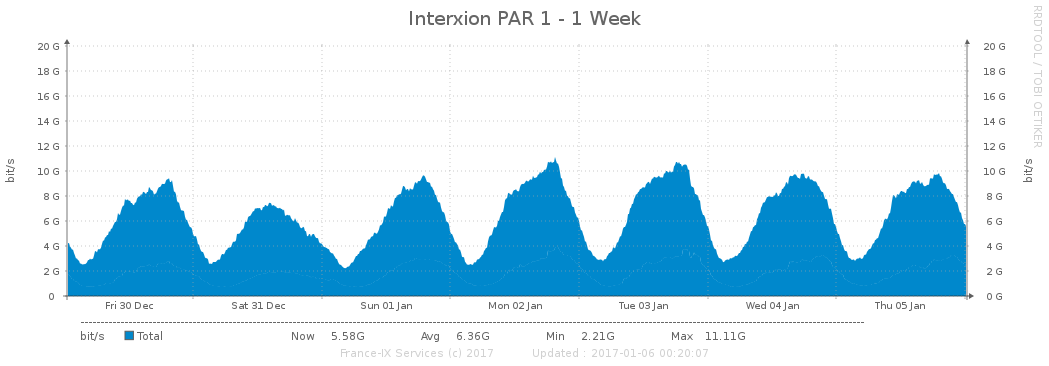 Interxion PAR 1 - 1 Week
RRDTOOL / TOBI OETIKER
bit/s
bit/s
20 G 20 G
18 G 18 G
16 G 16 G
14 G 14 G
12 G 12 G
10 G 10 G
8 G 8 G
6 G 6 G
4 G 4 G
2 G 2 G
0 0 G
Fri 30 Dec Sat 31 Dec Sun 01 Jan Mon 02 Jan Tue 03 Jan Wed 04 Jan Thu 05 Jan
bit/s Total Now 5.58G Avg 6.36G Min 2.21G Max 11.11G
France-IX Services (c) 2017 Updated : 2017-01-06 00:20:07